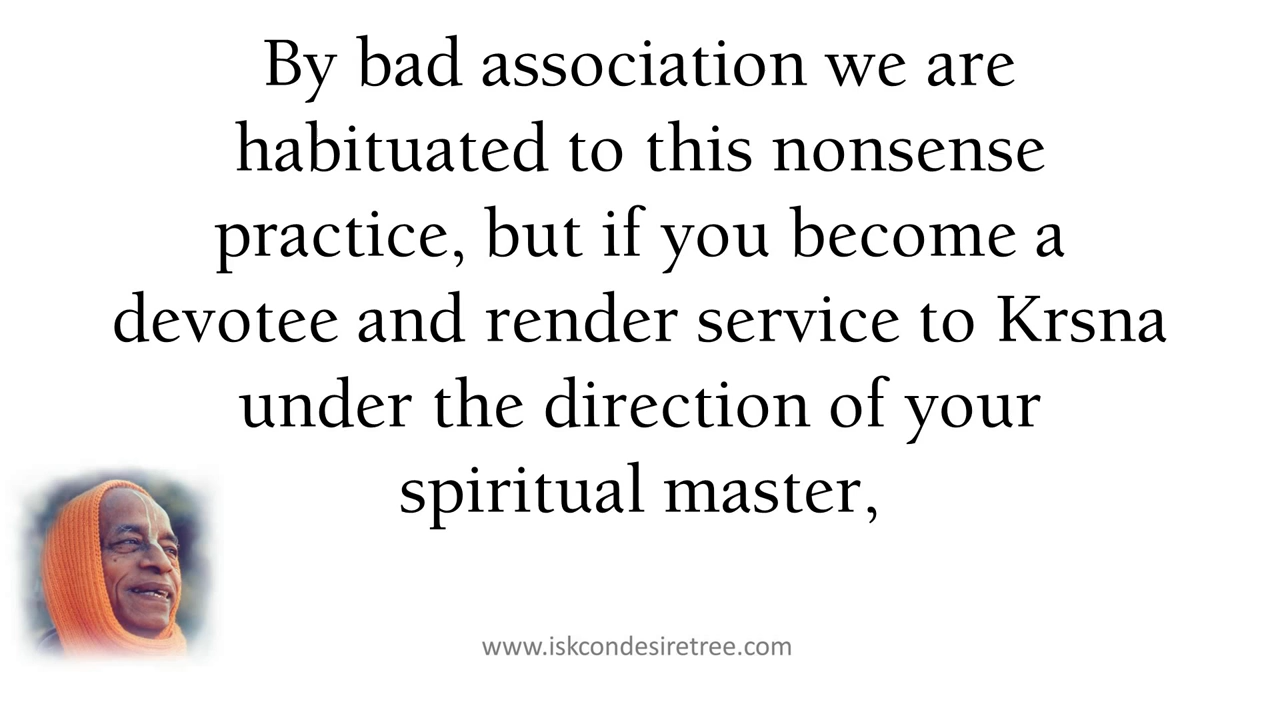 By bad association we are
habituated to this nonsense
practice, but if you become a
devotee and render service to Krsna
under the direction of your
spiritual master,
www.iskcondesiretree.com